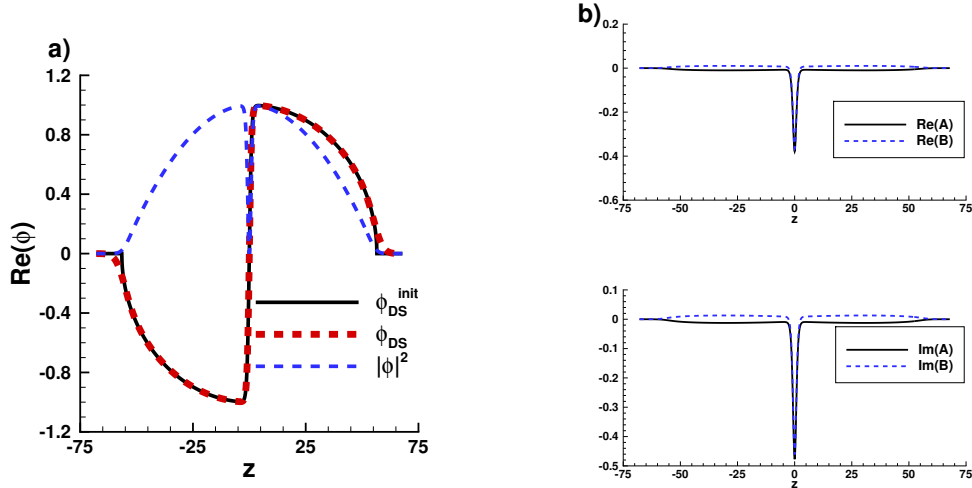 a)
Re(ϕ)
1.2
0.8
0.4
0
-0.4
-0.8
-1.2
-75
-25
25
75
z
ϕ_DS^init
ϕ_DS
|ϕ|^2
b)
0.2
0
-0.2
-0.4
-0.6
-75
-50
-25
0
25
50
75
z
Re(A)
Re(B)
0.1
0
-0.1
-0.2
-0.3
-0.4
-0.5
-75
-50
-25
0
25
50
75
z
Im(A)
Im(B)